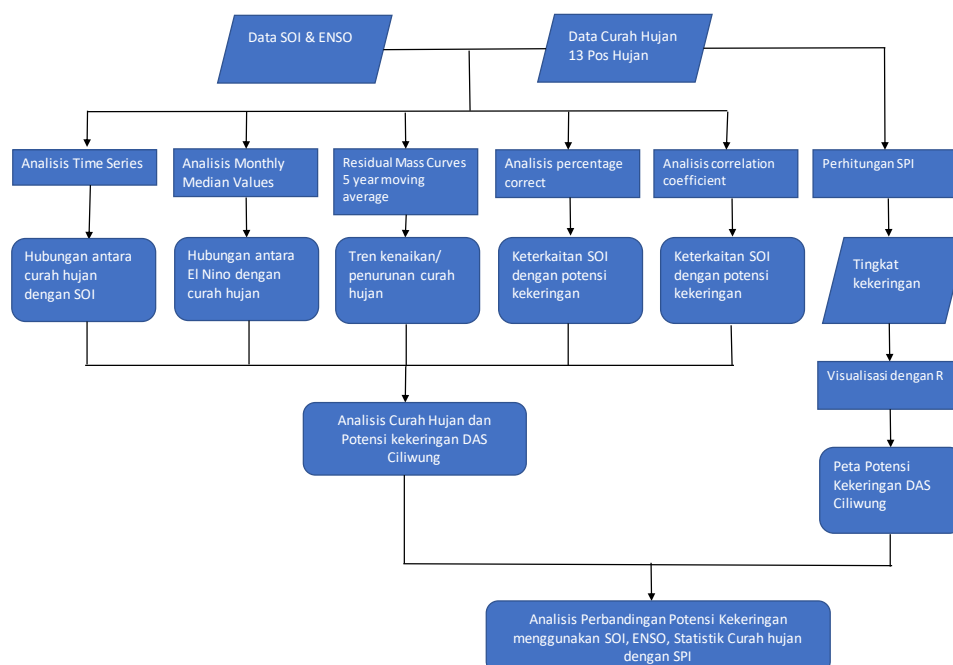 Data SOI & ENSO
Data Curah Hujan
13 Pos Hujan
Analisis Time Series
Analisis Monthly
Median Values
Residual Mass Curves
5 year moving
average
Analisis percentage
correct
Analisis correlation
coefficient
Perhitungan SPI
Hubungan antara
curah hujan
dengan SOI
Hubungan antara
El Nino dengan
curah hujan
Tren kenaikan/
penurunan curah
hujan
Keterkaitan SOI
dengan potensi
kekeringan
Keterkaitan SOI
dengan potensi
kekeringan
Tingkat
kekeringan
Visualisasi dengan R
Analisis Curah Hujan dan
Potensi kekeringan DAS
Ciliwung
Peta Potensi
Kekeringan DAS
Ciliwung
Analisis Perbandingan Potensi Kekeringan
menggunakan SOI, ENSO, Statistik Curah hujan
dengan SPI